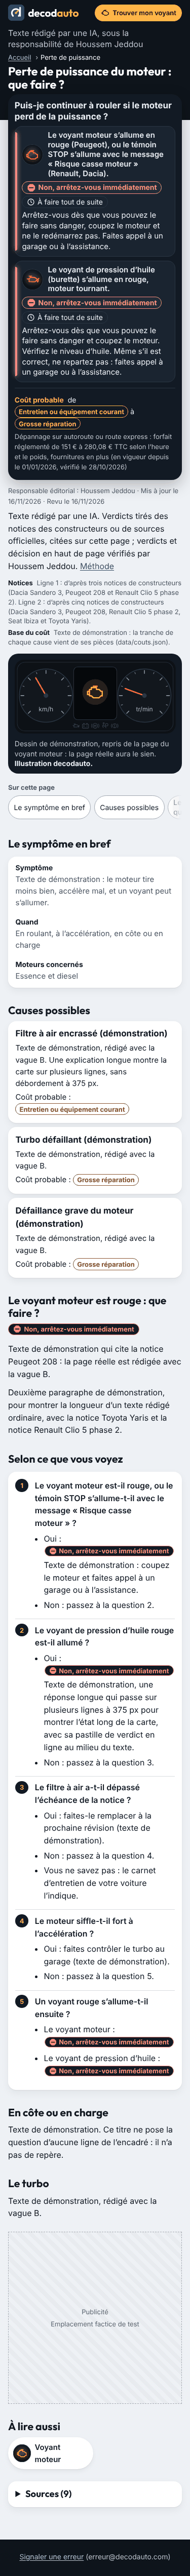 decodauto
Trouver mon voyant
Texte rédigé par une IA, sous la
responsabilité de Houssem Jeddou
Accueil › Perte de puissance
Perte de puissance du moteur :
que faire ?
Puis-je continuer à rouler si le moteur
perd de la puissance ?
Le voyant moteur s’allume en
rouge (Peugeot), ou le témoin
STOP s’allume avec le message
« Risque casse moteur »
(Renault, Dacia).
Non, arrêtez-vous immédiatement
À faire tout de suite
Arrêtez-vous dès que vous pouvez le
faire sans danger, coupez le moteur et
ne le redémarrez pas. Faites appel à un
garage ou à l’assistance.
Le voyant de pression d’huile
(burette) s’allume en rouge,
moteur tournant.
Non, arrêtez-vous immédiatement
À faire tout de suite
Arrêtez-vous dès que vous pouvez le
faire sans danger et coupez le moteur.
Vérifiez le niveau d’huile. Même s’il est
correct, ne repartez pas : faites appel à
un garage ou à l’assistance.
Coût probable de
Entretien ou équipement courant à
Grosse réparation
Dépannage sur autoroute ou route express : forfait
réglementé de 151 € à 280,08 € TTC selon l’heure
et le poids, pour les autosolistes (en vigueur depuis
le 01/01/2026, vérifié le 28/10/2026)
Responsable éditorial : Houssem Jeddou · Mis à jour le
16/11/2026 · Revu le 16/11/2026
Texte rédigé par une IA. Verdicts tirés des
notices de constructeurs ou de sources
officielles, citées sur cette page ; verdicts et
décision en haut de page vérifiés par
Houssem Jeddou. Méthode
Notices Ligne 1 : d’après trois notices de constructeurs
(Dacia Sandero 3, Peugeot 208 et Renault Clio 5 phase
2). Ligne 2 : d’après cinq notices de constructeurs
(Dacia Sandero 3, Peugeot 208, Renault Clio 5 phase 2,
Seat Ibiza et Toyota Yaris).
Base du coût Texte de démonstration : la tranche de
chaque cause vient de ses pièces (data/couts.json).
km/h
tr/min
Dessin de démonstration, repris de la page du
voyant moteur : la page réelle aura le sien.
Illustration decodauto.
Sur cette page
Le symptôme en bref
Causes possibles
Le symptôme en bref
Symptôme
Texte de démonstration : le moteur tire
moins bien, accélère mal, et un voyant peut
s’allumer.
Quand
En roulant, à l’accélération, en côte ou en
charge
Moteurs concernés
Essence et diesel
Causes possibles
Filtre à air encrassé (démonstration)
Texte de démonstration, rédigé avec la
vague B. Une explication longue montre la
carte sur plusieurs lignes, sans
débordement à 375 px.
Coût probable :
Entretien ou équipement courant
Turbo défaillant (démonstration)
Texte de démonstration, rédigé avec la
vague B.
Coût probable : Grosse réparation
Défaillance grave du moteur
(démonstration)
Texte de démonstration, rédigé avec la
vague B.
Coût probable : Grosse réparation
Le voyant moteur est rouge : que
faire ?
Non, arrêtez-vous immédiatement
Texte de démonstration qui cite la notice
Peugeot 208 : la page réelle est rédigée avec
la vague B.
Deuxième paragraphe de démonstration,
pour montrer la longueur d’un texte rédigé
ordinaire, avec la notice Toyota Yaris et la
notice Renault Clio 5 phase 2.
Selon ce que vous voyez
1 Le voyant moteur est-il rouge, ou le
témoin STOP s’allume-t-il avec le
message « Risque casse
moteur » ?
• Oui :
Non, arrêtez-vous immédiatement
Texte de démonstration : coupez
le moteur et faites appel à un
garage ou à l’assistance.
• Non : passez à la question 2.
2 Le voyant de pression d’huile rouge
est-il allumé ?
• Oui :
Non, arrêtez-vous immédiatement
Texte de démonstration, une
réponse longue qui passe sur
plusieurs lignes à 375 px pour
montrer l’état long de la carte,
avec sa pastille de verdict en
ligne au milieu du texte.
• Non : passez à la question 3.
3 Le filtre à air a-t-il dépassé
l’échéance de la notice ?
• Oui : faites-le remplacer à la
prochaine révision (texte de
démonstration).
• Non : passez à la question 4.
• Vous ne savez pas : le carnet
d’entretien de votre voiture
l’indique.
4 Le moteur siffle-t-il fort à
l’accélération ?
• Oui : faites contrôler le turbo au
garage (texte de démonstration).
• Non : passez à la question 5.
5 Un voyant rouge s’allume-t-il
ensuite ?
• Le voyant moteur :
Non, arrêtez-vous immédiatement
• Le voyant de pression d’huile :
Non, arrêtez-vous immédiatement
En côte ou en charge
Texte de démonstration. Ce titre ne pose la
question d’aucune ligne de l’encadré : il n’a
pas de repère.
Le turbo
Texte de démonstration, rédigé avec la
vague B.
Publicité
Emplacement factice de test
À lire aussi
Voyant
moteur
Sources (9)
Signaler une erreur (erreur@decodauto.com)